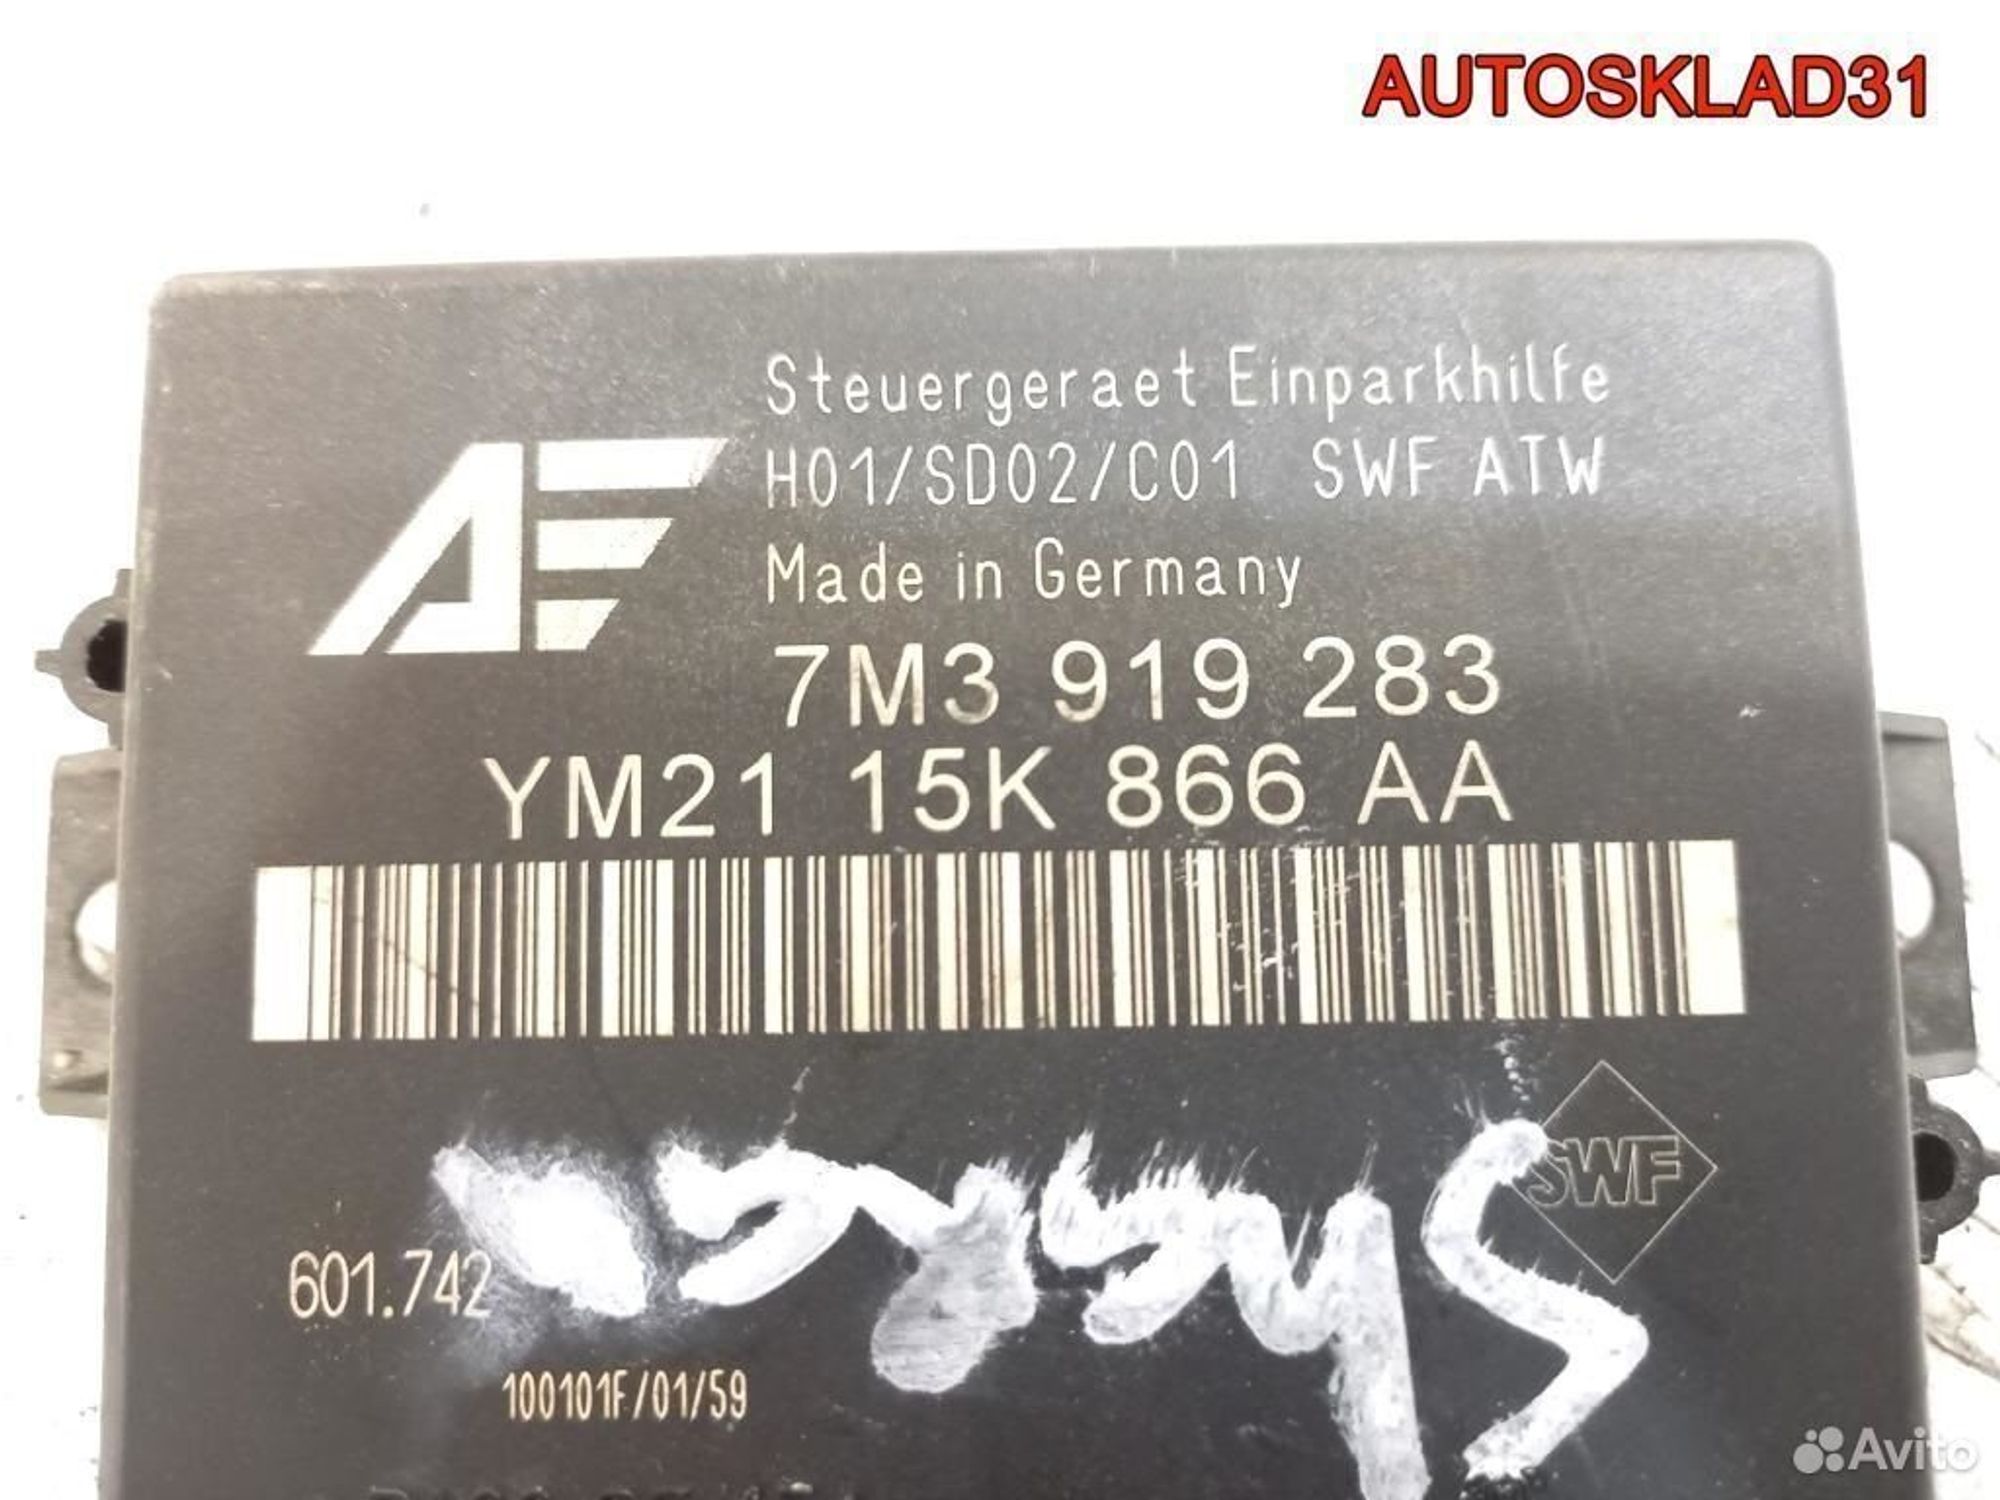 AUTOSKLAD31
Steuergeraet Einparkhilfe
H01/SD02/C01 SWF ATW
Made in Germany
AE
7M3 919 283
YM21 15K 866 AA
SWF
601.742
100101F/01/59
Avito